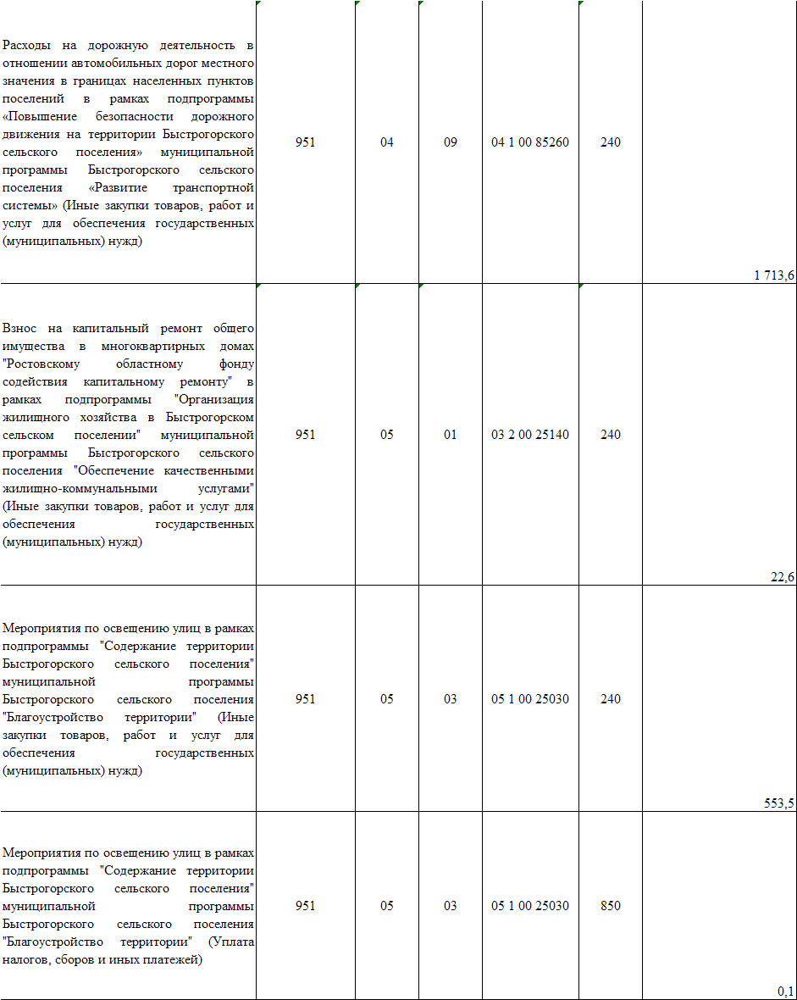 Расходы на дорожную деятельность в
отношении автомобильных дорог местного
значения в границах населенных пунктов
поселений в рамках подпрограммы
«Повышение безопасности дорожного
движения на территории Быстрогорского
сельского поселения» муниципальной
программы Быстрогорского сельского
поселения «Развитие транспортной
системы» (Иные закупки товаров, работ и
услуг для обеспечения государственных
(муниципальных) нужд)
951 04 09 04 1 00 85260 240
1 713,6
Взнос на капитальный ремонт общего
имущества в многоквартирных домах
"Ростовскому областному фонду
содействия капитальному ремонту" в
рамках подпрограммы "Организация
жилищного хозяйства в Быстрогорском
сельском поселении" муниципальной
программы Быстрогорского сельского
поселения "Обеспечение качественными
жилищно-коммунальными услугами"
(Иные закупки товаров, работ и услуг для
обеспечения государственных
(муниципальных) нужд)
951 05 01 03 2 00 25140 240
22,6
Мероприятия по освещению улиц в рамках
подпрограммы "Содержание территории
Быстрогорского сельского поселения"
муниципальной программы
Быстрогорского сельского поселения
"Благоустройство территории" (Иные
закупки товаров, работ и услуг для
обеспечения государственных
(муниципальных) нужд)
951 05 03 05 1 00 25030 240
553,5
Мероприятия по освещению улиц в рамках
подпрограммы "Содержание территории
Быстрогорского сельского поселения"
муниципальной программы
Быстрогорского сельского поселения
"Благоустройство территории" (Уплата
налогов, сборов и иных платежей)
951 05 03 05 1 00 25030 850
0,1